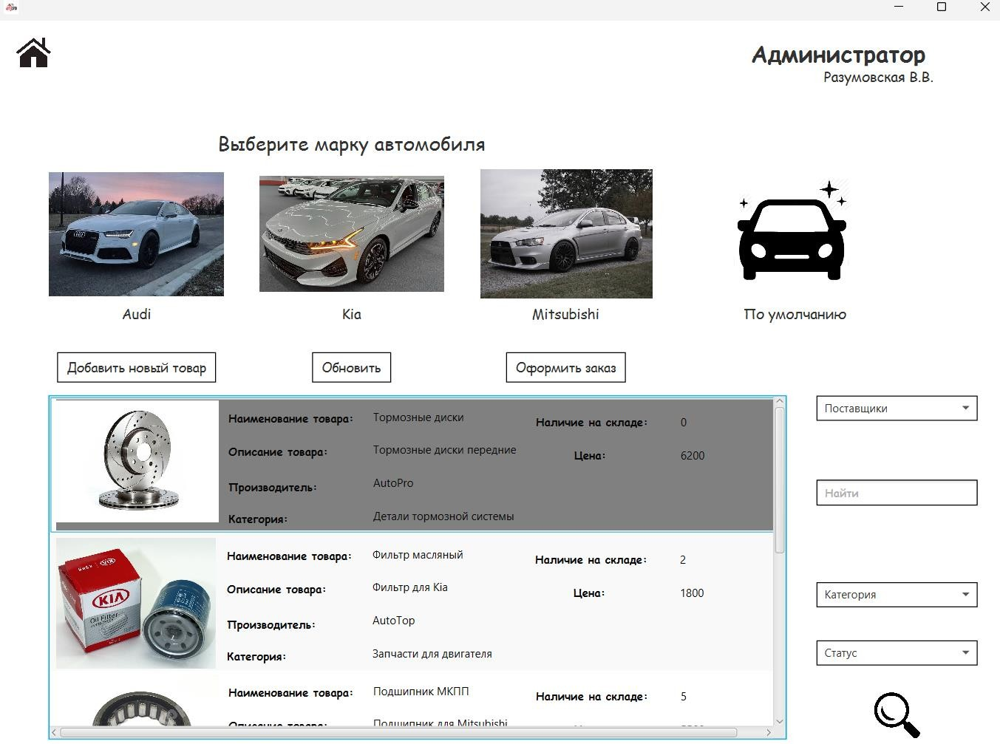 Администратор
Разумовская В.В.
Выберите марку автомобиля
Audi
Kia
Mitsubishi
По умолчанию
Добавить новый товар
Обновить
Оформить заказ
Поставщики
Наименование товара: Тормозные диски Наличие на складе: 0
Описание товара: Тормозные диски передние Цена: 6200
Производитель: AutoPro
Категория: Детали тормозной системы
Найти
KIA
Oil Filter
Наименование товара: Фильтр масляный Наличие на складе: 2
Описание товара: Фильтр для Kia Цена: 1800
Производитель: AutoTop
Категория: Запчасти для двигателя
Категория
Статус
Наименование товара: Подшипник МКПП Наличие на складе: 5
Описание товара: Подшипник для Mitsubishi